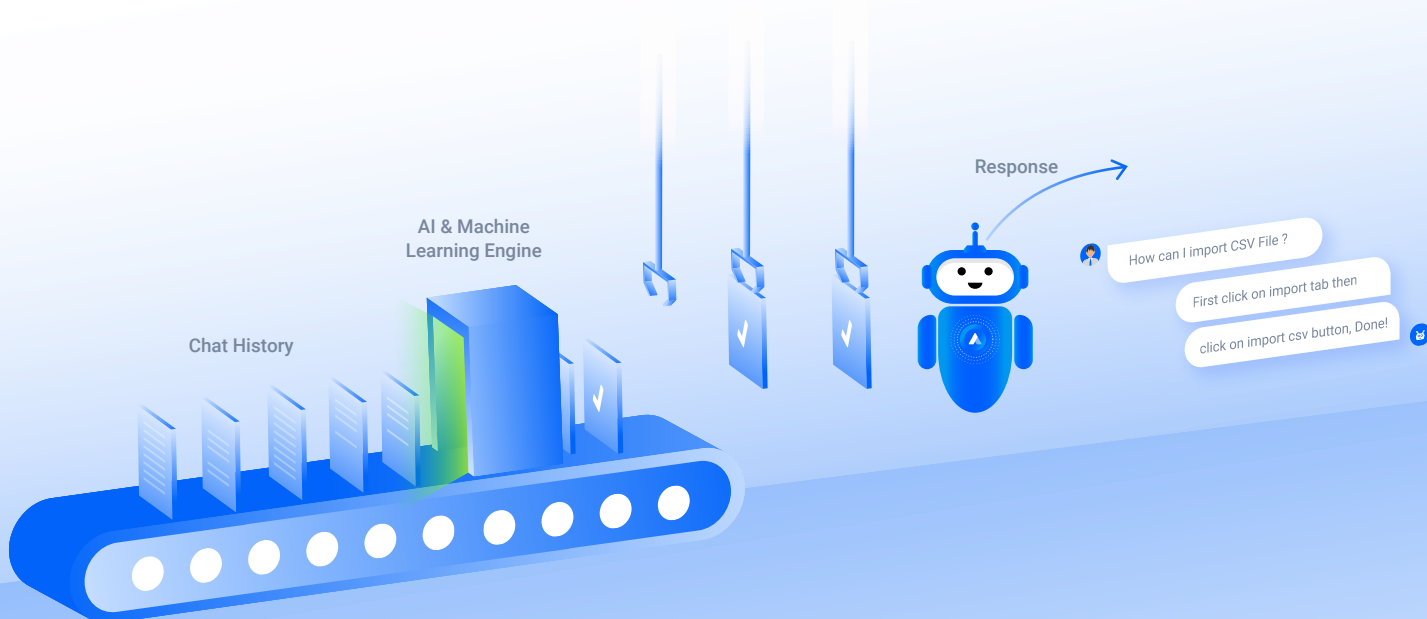 Response
AI & Machine
Learning Engine
Chat History
How can I import CSV File ?
First click on import tab then
click on import csv button, Done!